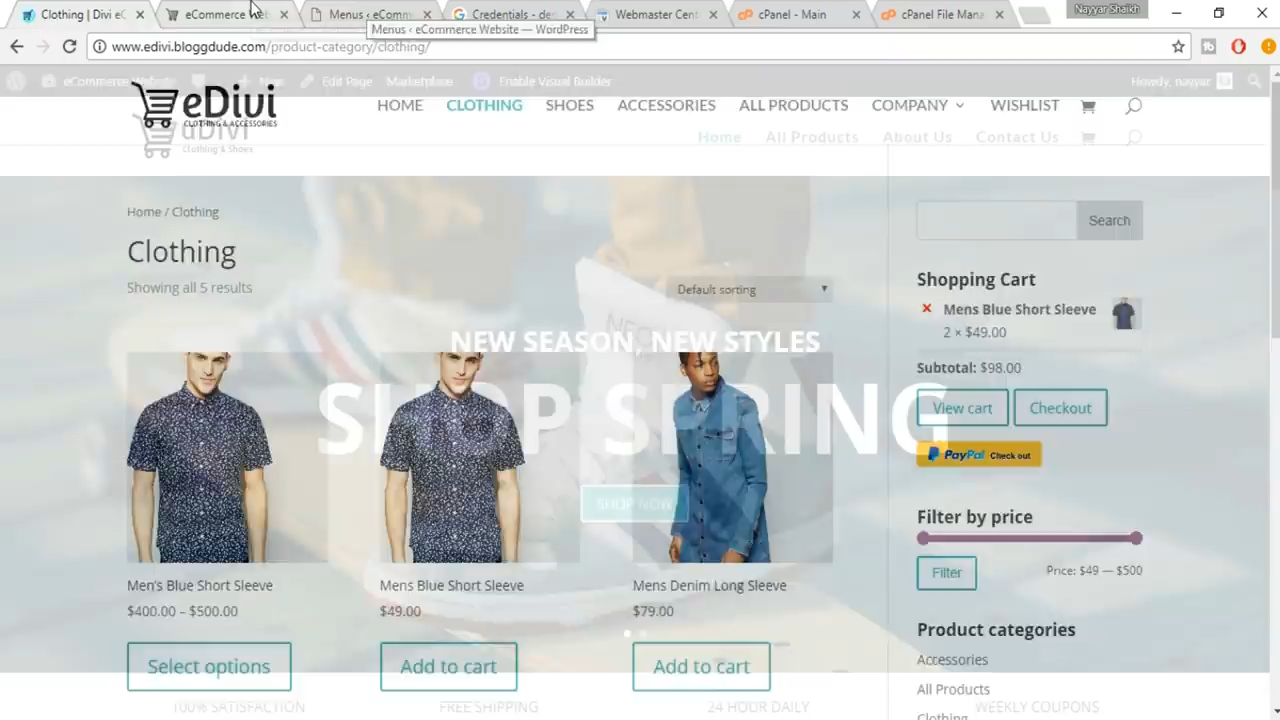 Clothing | Divi eC
eCommerce Web
Menus ‹ eComm
Credentials - de
Webmaster Cent
cPanel - Main
cPanel File Mana
Nayyar Shaikh
Menus ‹ eCommerce Website — WordPress
www.edivi.bloggdude.com/product-category/clothing/
eCommerce Website
New
Edit Page
Marketplace
Enable Visual Builder
Howdy, nayyar
eDivi
CLOTHING & ACCESSORIES
HOME
CLOTHING
SHOES
ACCESSORIES
ALL PRODUCTS
COMPANY
WISHLIST
Clothing & Shoes
Home
All Products
About Us
Contact Us
Home / Clothing
Search
Clothing
Showing all 5 results
Default sorting
Shopping Cart
Mens Blue Short Sleeve
2 × $49.00
NEW SEASON, NEW STYLES
SHOP SPRING
Subtotal: $98.00
View cart
Checkout
PayPal Check out
SHOP NOW
Filter by price
Filter
Price: $49 — $500
Men's Blue Short Sleeve
$400.00 – $500.00
Mens Blue Short Sleeve
$49.00
Mens Denim Long Sleeve
$79.00
Product categories
Accessories
All Products
Clothing
Select options
Add to cart
Add to cart
100% SATISFACTION
FREE SHIPPING
24 HOUR DAILY
WEEKLY COUPONS